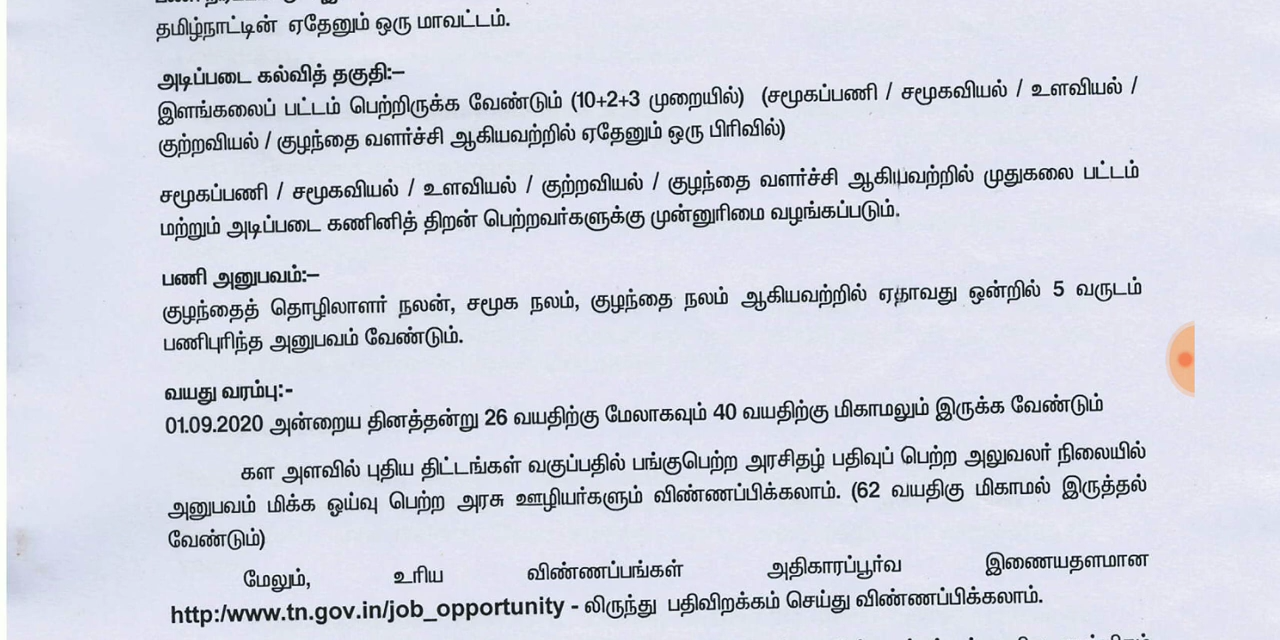 தமிழ்நாட்டின் ஏதேனும் ஒரு மாவட்டம்.
அடிப்படை கல்வித் தகுதி:–
இளங்கலைப் பட்டம் பெற்றிருக்க வேண்டும் (10+2+3 முறையில்) (சமூகப்பணி / சமூகவியல் / உளவியல் /
குற்றவியல் / குழந்தை வளர்ச்சி ஆகியவற்றில் ஏதேனும் ஒரு பிரிவில்)
சமூகப்பணி / சமூகவியல் / உளவியல் / குற்றவியல் / குழந்தை வளர்ச்சி ஆகியவற்றில் முதுகலை பட்டம்
மற்றும் அடிப்படை கணினித் திறன் பெற்றவர்களுக்கு முன்னுரிமை வழங்கப்படும்.
பணி அனுபவம்:–
குழந்தைத் தொழிலாளர் நலன், சமூக நலம், குழந்தை நலம் ஆகியவற்றில் ஏதாவது ஒன்றில் 5 வருடம்
பணிபுரிந்த அனுபவம் வேண்டும்.
வயது வரம்பு:-
01.09.2020 அன்றைய தினத்தன்று 26 வயதிற்கு மேலாகவும் 40 வயதிற்கு மிகாமலும் இருக்க வேண்டும்
கள அளவில் புதிய திட்டங்கள் வகுப்பதில் பங்குபெற்ற அரசிதழ் பதிவுப் பெற்ற அலுவலர் நிலையில்
அனுபவம் மிக்க ஓய்வு பெற்ற அரசு ஊழியர்களும் விண்ணப்பிக்கலாம். (62 வயதிகு மிகாமல் இருத்தல்
வேண்டும்)
மேலும், உரிய விண்ணப்பங்கள் அதிகாரப்பூர்வ இணையதளமான
http:/www.tn.gov.in/job_opportunity - லிருந்து பதிவிறக்கம் செய்து விண்ணப்பிக்கலாம்.